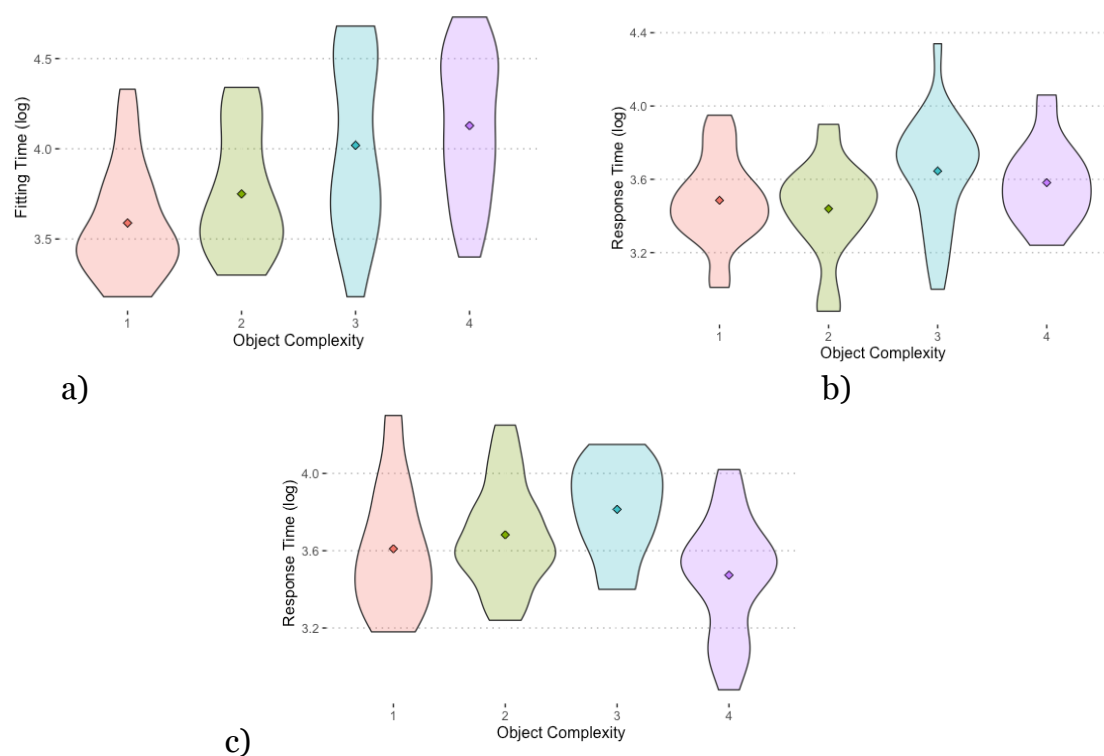 4.5
4.0
3.5
Fitting Time (log)
1 2 3 4
Object Complexity
a)
4.4
4.0
3.6
3.2
Response Time (log)
1 2 3 4
Object Complexity
b)
4.0
3.6
3.2
Response Time (log)
1 2 3 4
Object Complexity
c)